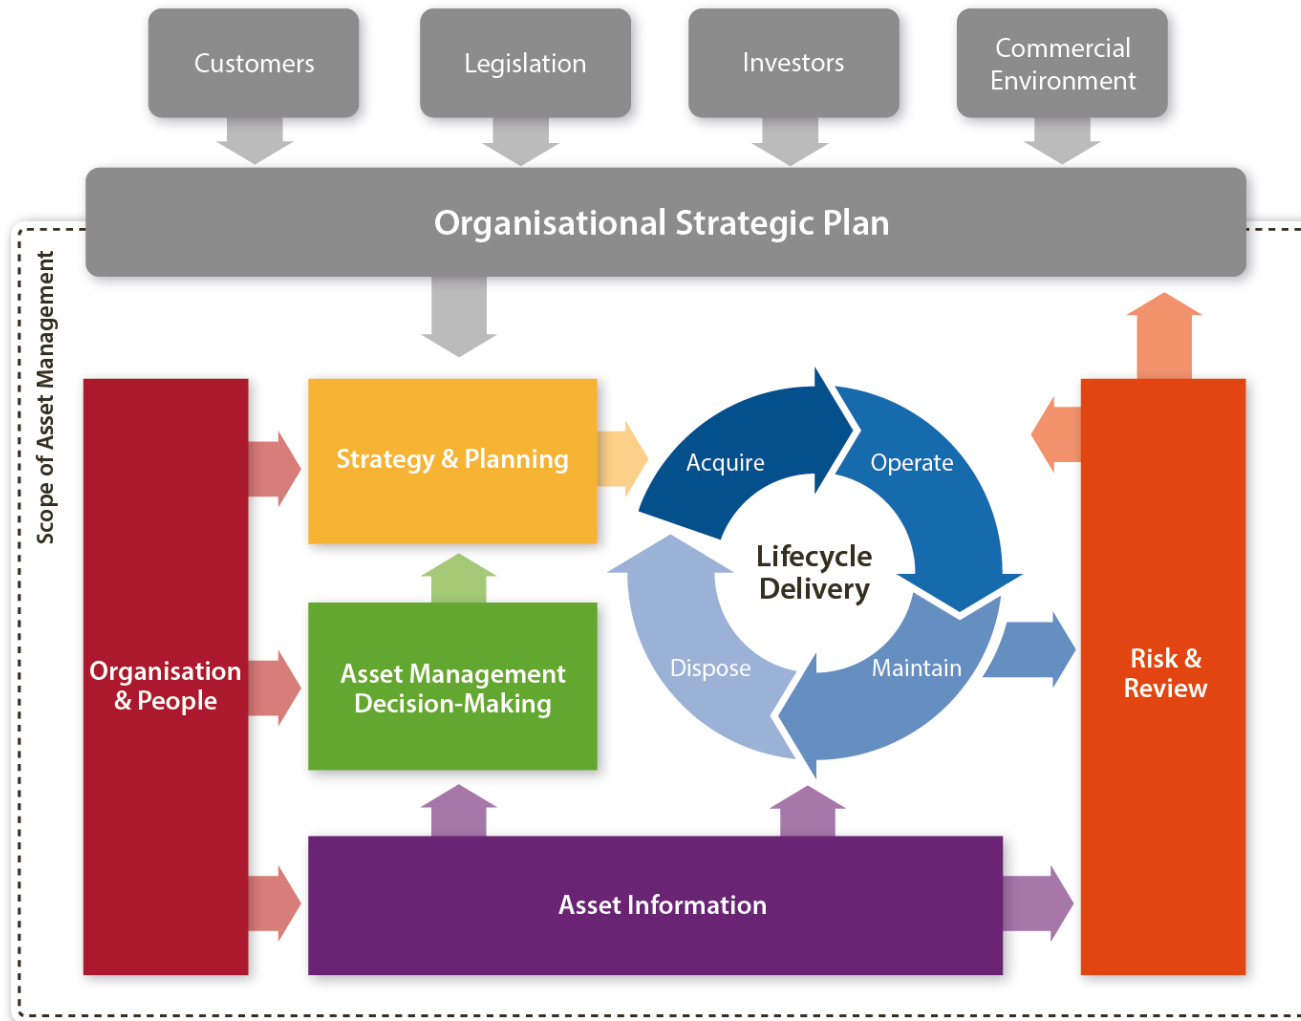 Customers
Legislation
Investors
Commercial
Environment
Organisational Strategic Plan
Scope of Asset Management
Strategy & Planning
Acquire
Operate
Lifecycle
Delivery
Organisation
& People
Asset Management
Decision-Making
Dispose
Maintain
Risk &
Review
Asset Information